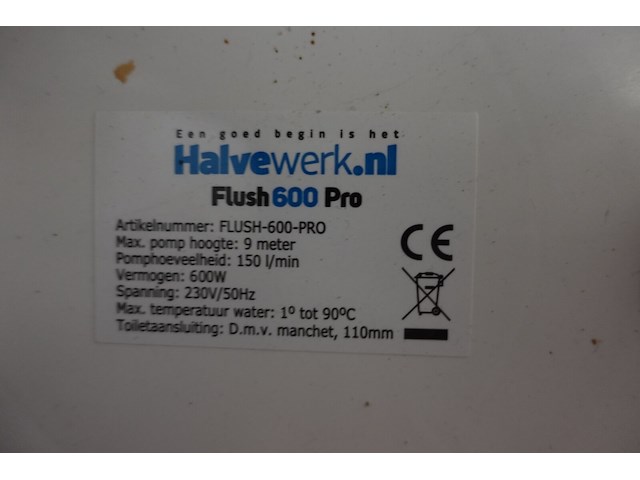 Een goed begin is het
Halvewerk.nl
Flush600 Pro
Artikelnummer: FLUSH-600-PRO
Max. pomp hoogte: 9 meter
Pomphoeveelheid: 150 l/min
Vermogen: 600W
Spanning: 230V/50Hz
Max. temperatuur water: 1º tot 90ºC
Toiletaansluiting: D.m.v. manchet, 110mm
CE